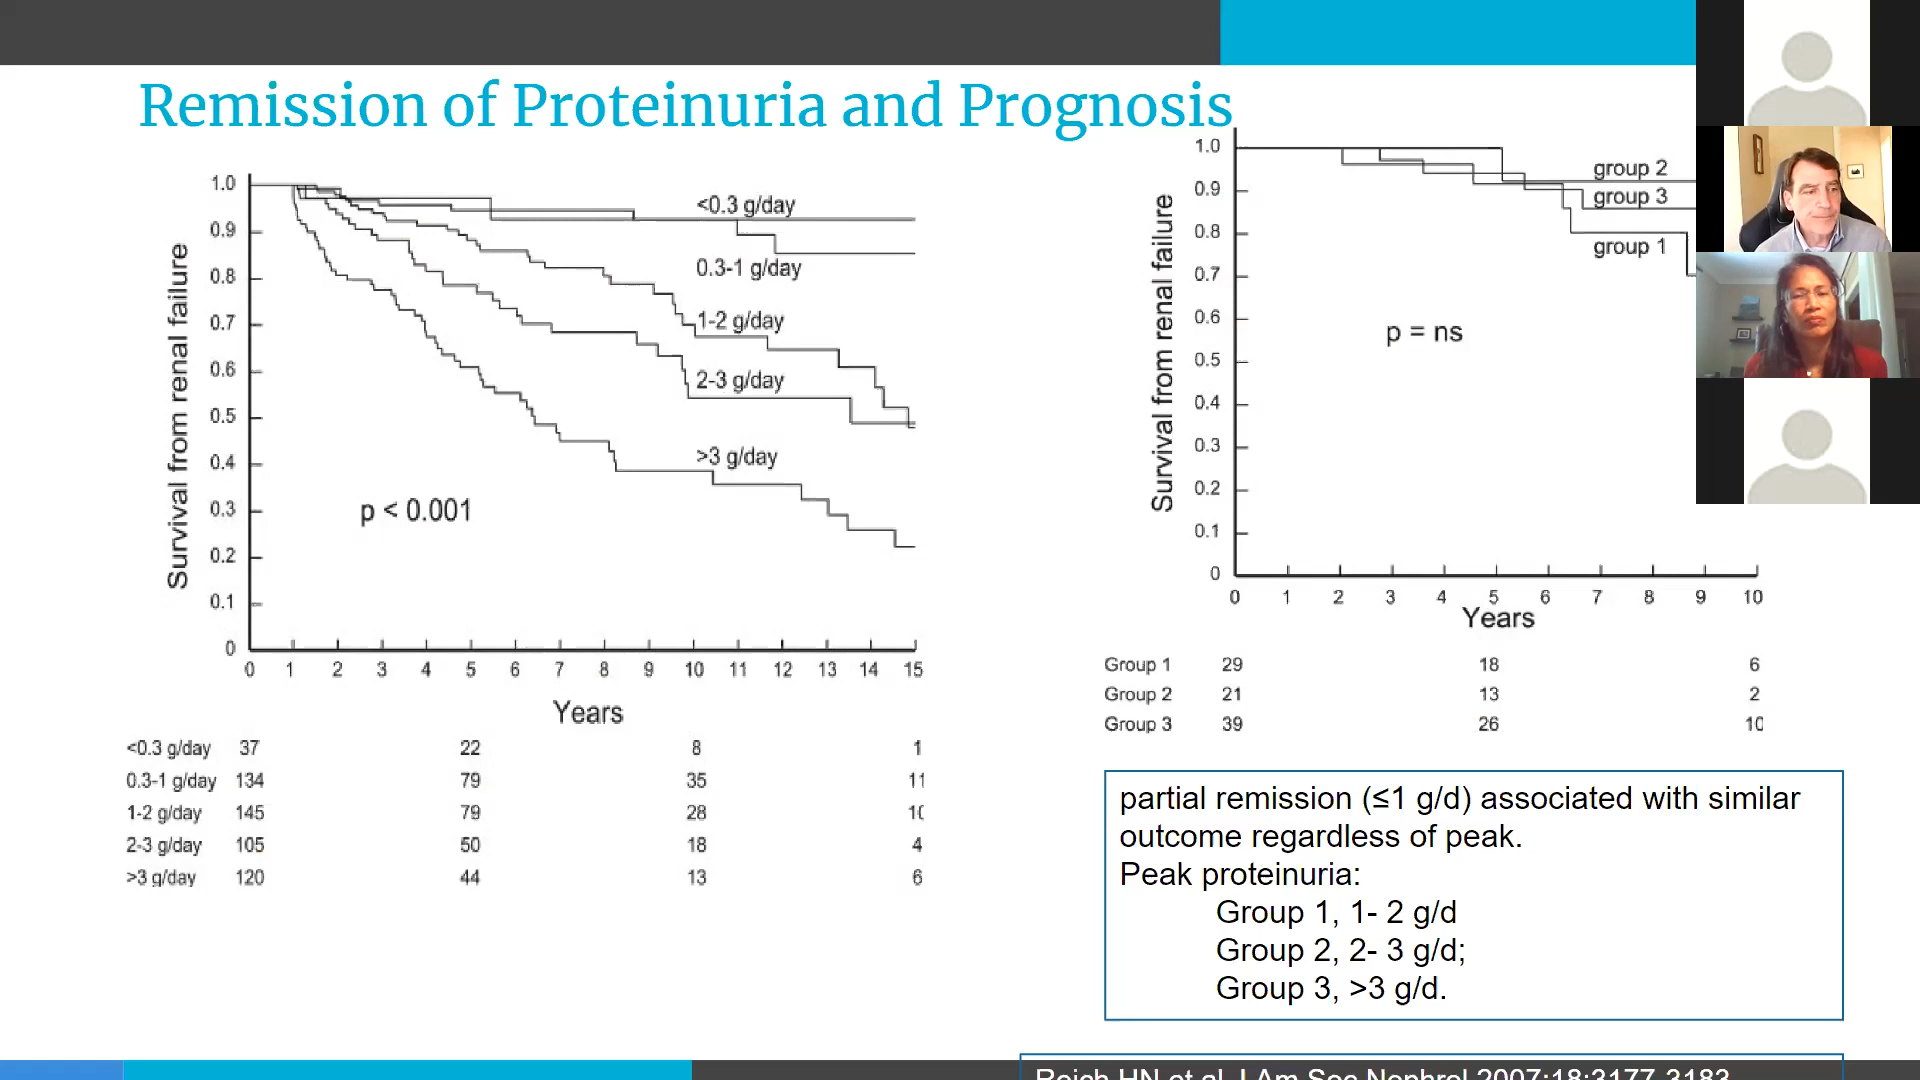 Remission of Proteinuria and Prognosis
Survival from renal failure
1.0
0.9
0.8
0.7
0.6
0.5
0.4
0.3
0.2
0.1
0
<0.3 g/day
0.3-1 g/day
1-2 g/day
2-3 g/day
>3 g/day
p < 0.001
0 1 2 3 4 5 6 7 8 9 10 11 12 13 14 15
Years
<0.3 g/day 37 22 8 1
0.3-1 g/day 134 79 35 11
1-2 g/day 145 79 28 10
2-3 g/day 105 50 18 4
>3 g/day 120 44 13 6
Survival from renal failure
1.0
0.9
0.8
0.7
0.6
0.5
0.4
0.3
0.2
0.1
0
group 2
group 3
group 1
p = ns
0 1 2 3 4 5 6 7 8 9 10
Years
Group 1 29 18 6
Group 2 21 13 2
Group 3 39 26 10
partial remission (≤1 g/d) associated with similar
outcome regardless of peak.
Peak proteinuria:
Group 1, 1- 2 g/d
Group 2, 2- 3 g/d;
Group 3, >3 g/d.
Reich HN et al. J Am Soc Nephrol 2007;18:3177-3183